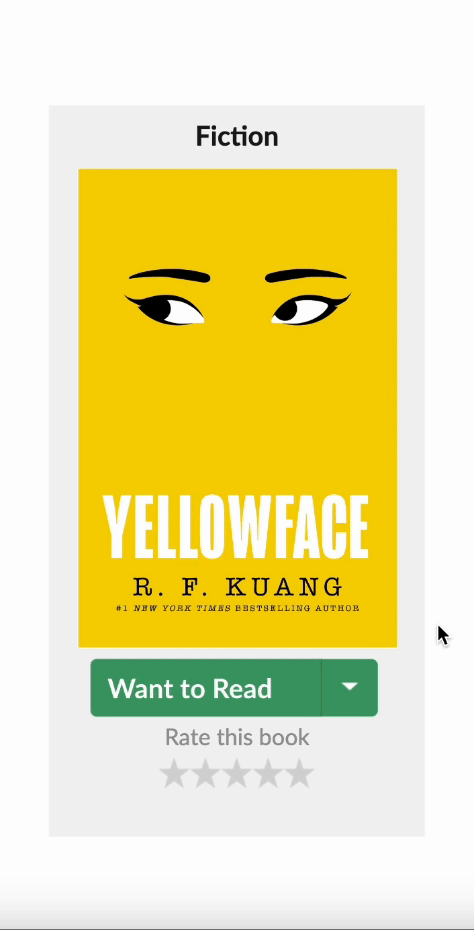 Fiction
YELLOWFACE
R. F. KUANG
#1 NEW YORK TIMES BESTSELLING AUTHOR
Want to Read
Rate this book